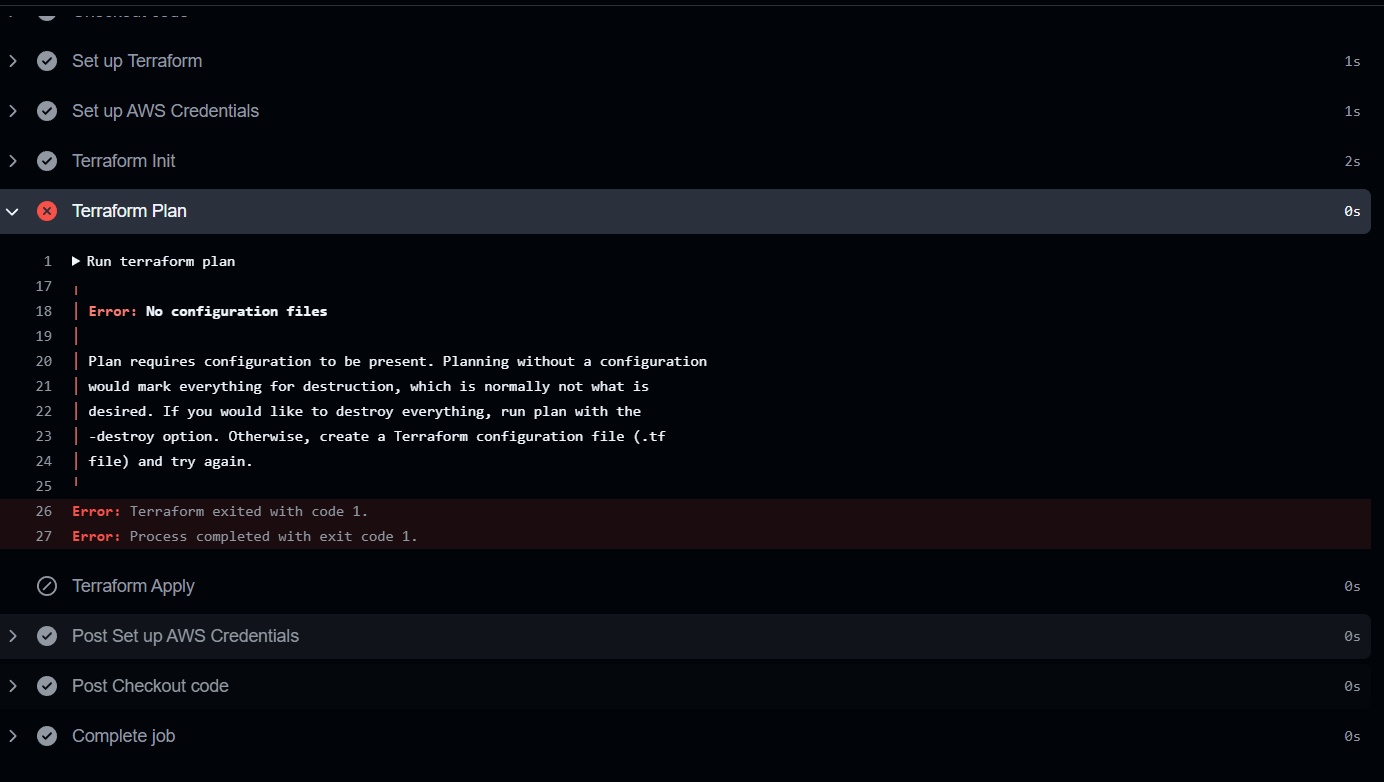 Checkout code
Set up Terraform 1s
Set up AWS Credentials 1s
Terraform Init 2s
Terraform Plan 0s
1 Run terraform plan
17
18 Error: No configuration files
19
20 Plan requires configuration to be present. Planning without a configuration
21 would mark everything for destruction, which is normally not what is
22 desired. If you would like to destroy everything, run plan with the
23 -destroy option. Otherwise, create a Terraform configuration file (.tf
24 file) and try again.
25
26 Error: Terraform exited with code 1.
27 Error: Process completed with exit code 1.
Terraform Apply 0s
Post Set up AWS Credentials 0s
Post Checkout code 0s
Complete job 0s